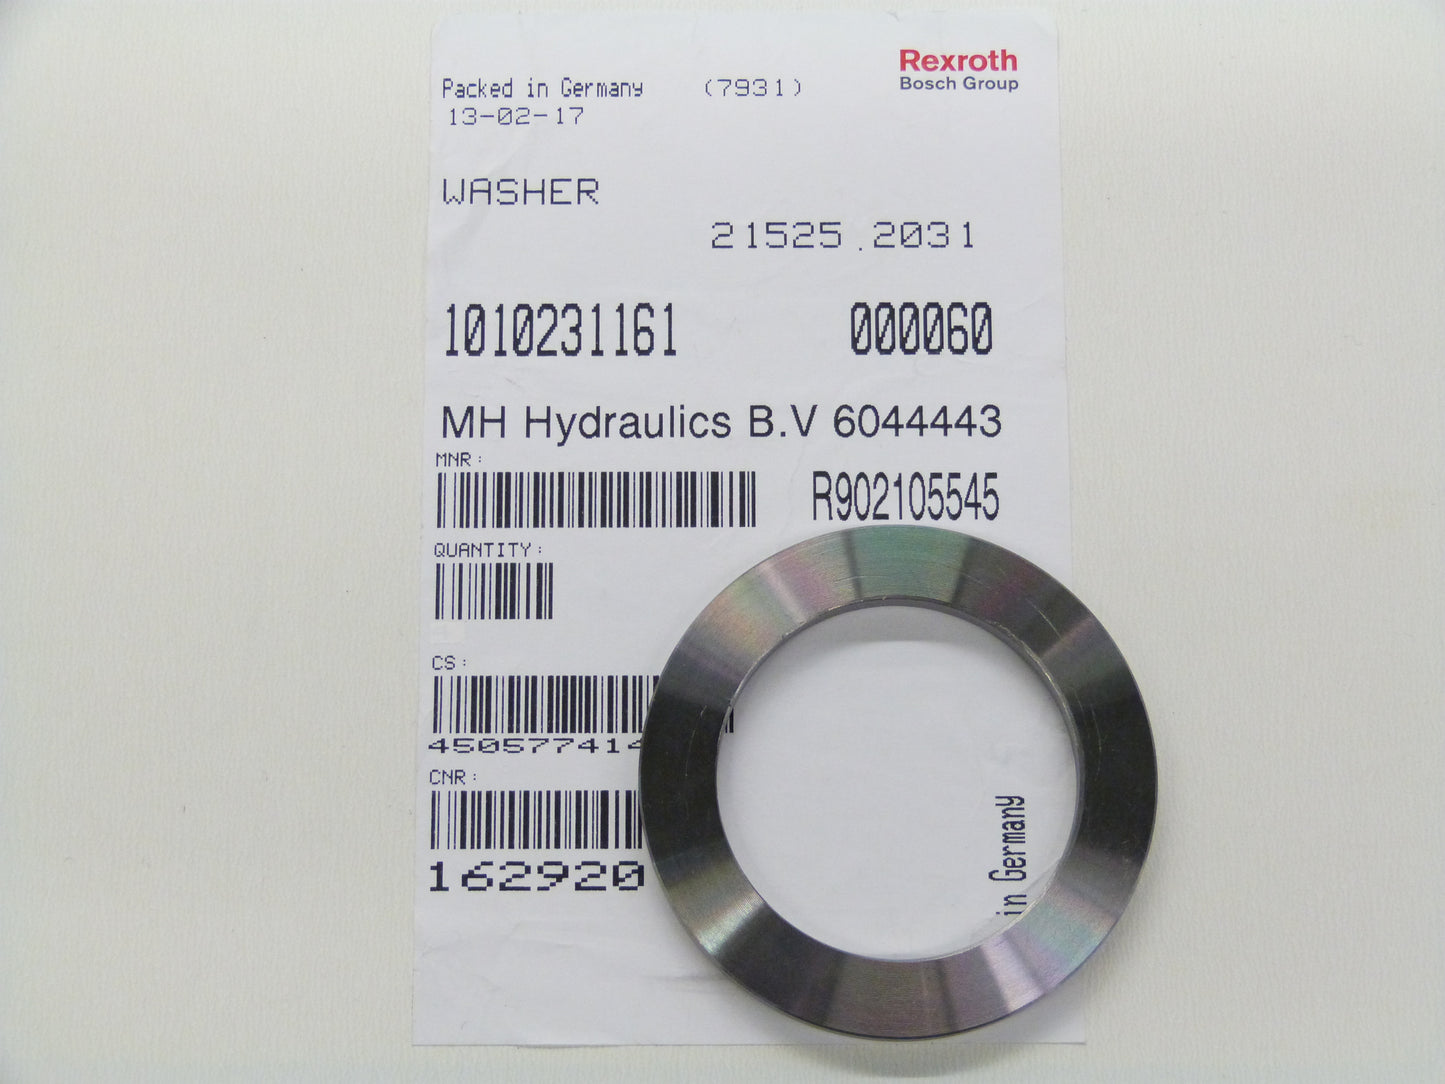 Rexroth
Bosch Group
Packed in Germany (7931)
13-02-17
WASHER
21525.2031
1010231161 000060
MH Hydraulics B.V 6044443
MNR:
R902105545
QUANTITY:
CS:
450577414
CNR:
162920
in Germany